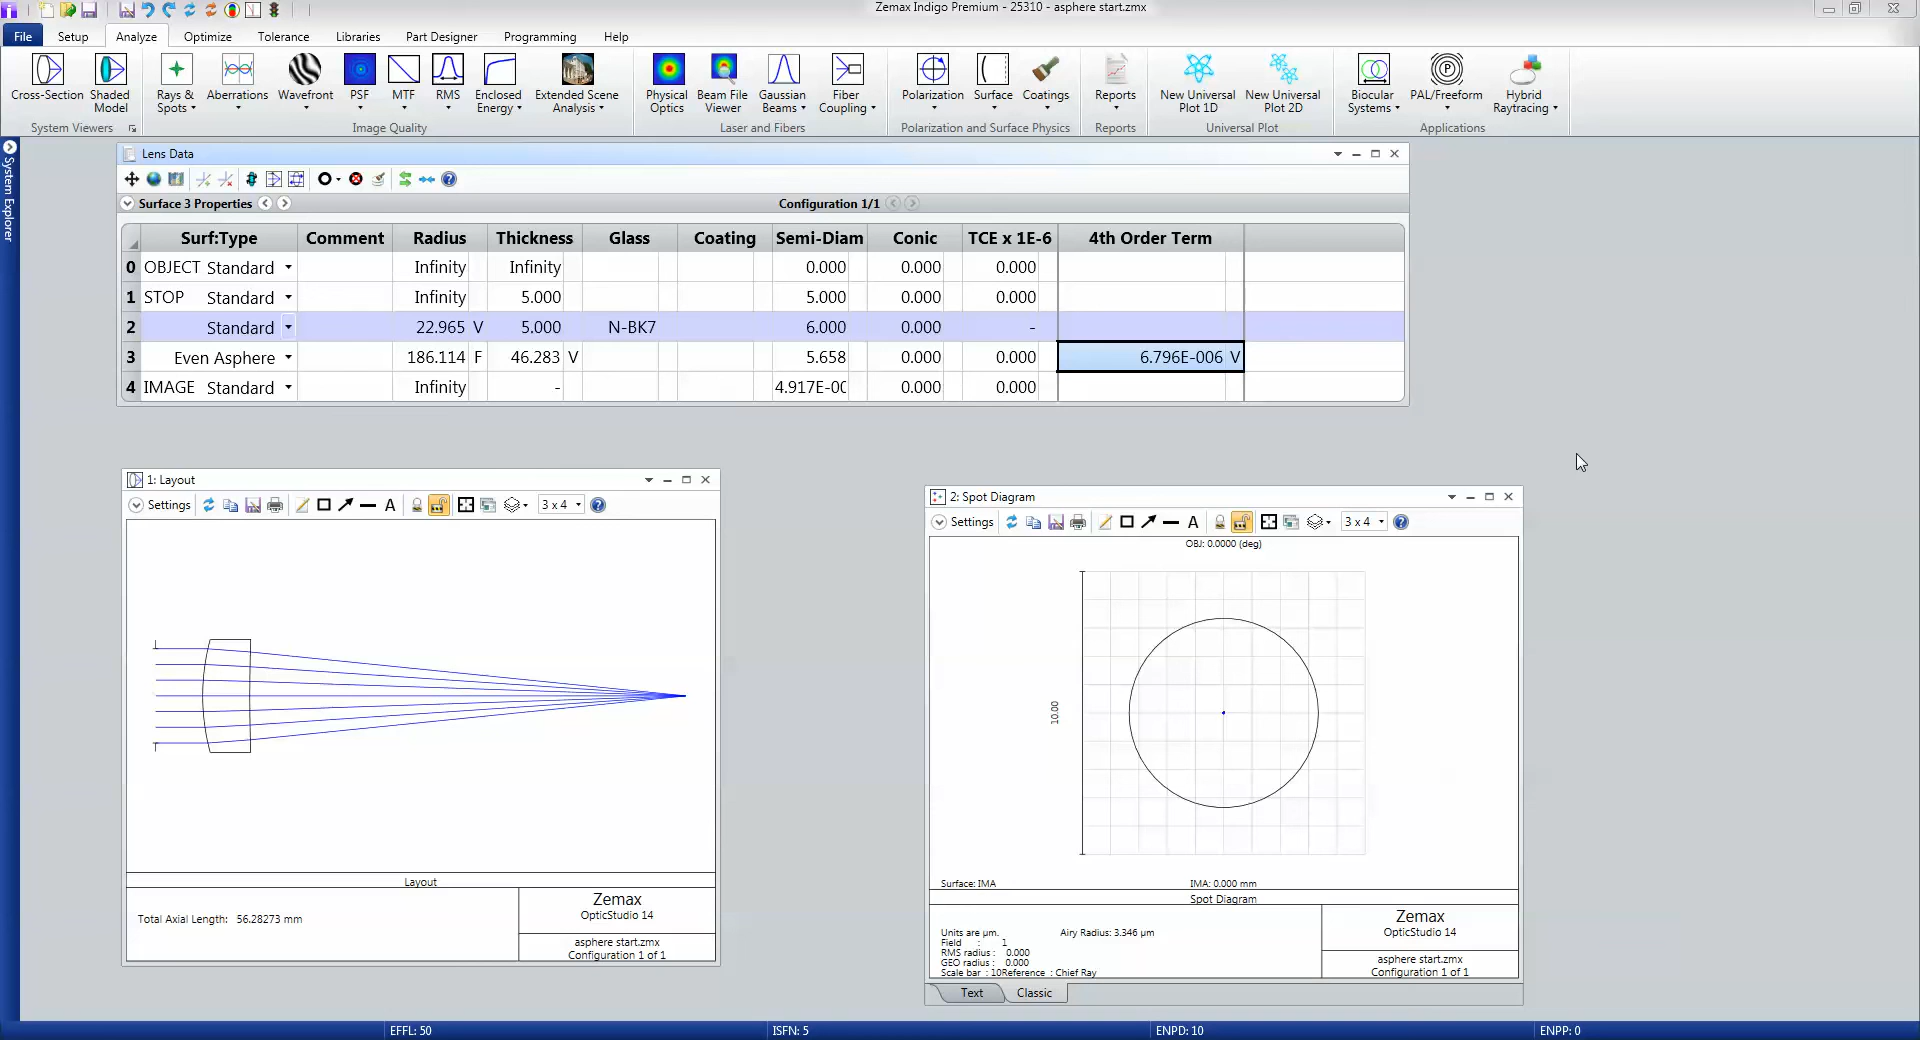 Zemax Indigo Premium - 25310 - asphere start.zmx
File Setup Analyze Optimize Tolerance Libraries Part Designer Programming Help
Cross-Section Shaded Model Rays & Spots Aberrations Wavefront PSF MTF RMS Enclosed Energy Extended Scene Analysis Physical Optics Beam File Viewer Gaussian Beams Fiber Coupling Polarization Surface Coatings Reports New Universal Plot 1D New Universal Plot 2D Biocular Systems PAL/Freeform Hybrid Raytracing
System Viewers Image Quality Laser and Fibers Polarization and Surface Physics Reports Universal Plot Applications
System Explorer
Lens Data
Surface 3 Properties Configuration 1/1
Surf:Type Comment Radius Thickness Glass Coating Semi-Diam Conic TCE x 1E-6 4th Order Term
0 OBJECT Standard Infinity Infinity 0.000 0.000 0.000
1 STOP Standard Infinity 5.000 5.000 0.000 0.000
2 Standard 22.965 V 5.000 N-BK7 6.000 0.000 -
3 Even Asphere 186.114 F 46.283 V 5.658 0.000 0.000 6.796E-006 V
4 IMAGE Standard Infinity - 4.917E-00 0.000 0.000
1: Layout
Settings A 3 x 4
Layout
Total Axial Length: 56.28273 mm
Zemax
OpticStudio 14
asphere start.zmx
Configuration 1 of 1
2: Spot Diagram
Settings A 3 x 4
OBJ: 0.0000 (deg)
10.00
Surface: IMA IMA: 0.000 mm
Spot Diagram
Units are µm. Airy Radius: 3.346 µm
Field : 1
RMS radius : 0.000
GEO radius : 0.000
Scale bar : 10 Reference : Chief Ray
Zemax
OpticStudio 14
asphere start.zmx
Configuration 1 of 1
Text Classic
EFFL: 50 ISFN: 5 ENPD: 10 ENPP: 0